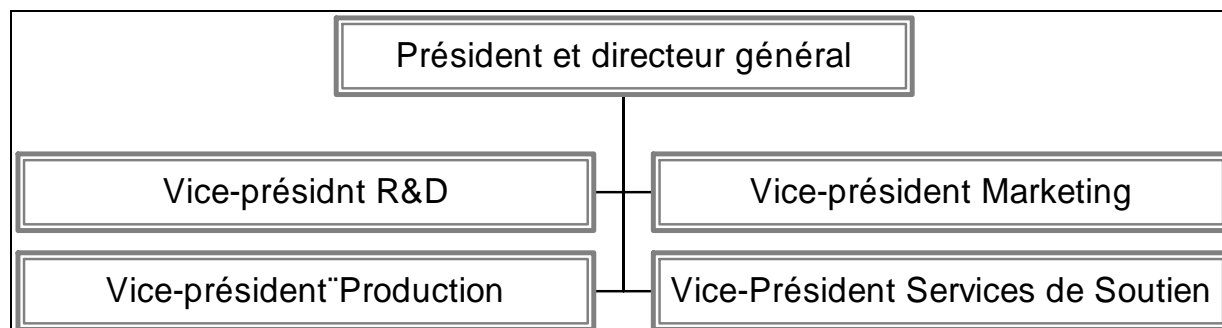 Président et directeur général
Vice-présidnt R&D
Vice-président Marketing
Vice-président¨Production
Vice-Président Services de Soutien